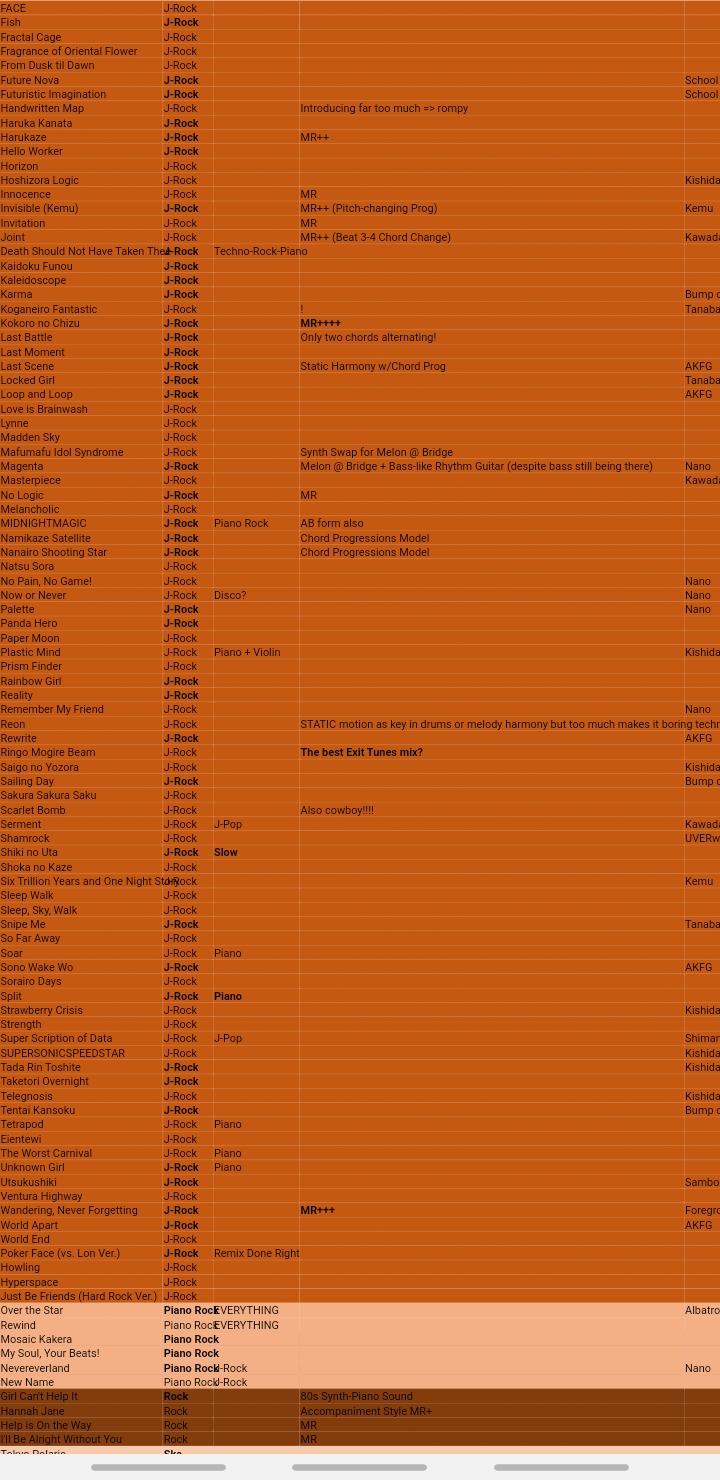 FACE J-Rock
Fish J-Rock
Fractal Cage J-Rock
Fragrance of Oriental Flower J-Rock
From Dusk til Dawn J-Rock
Future Nova J-Rock School
Futuristic Imagination J-Rock School
Handwritten Map J-Rock Introducing far too much => rompy
Haruka Kanata J-Rock
Harukaze J-Rock MR++
Hello Worker J-Rock
Horizon J-Rock
Hoshizora Logic J-Rock Kishida
Innocence J-Rock MR
Invisible (Kemu) J-Rock MR++ (Pitch-changing Prog) Kemu
Invitation J-Rock MR
Joint J-Rock MR++ (Beat 3-4 Chord Change) Kawada
Death Should Not Have Taken Thee J-Rock Techno-Rock-Piano
Kaidoku Funou J-Rock
Kaleidoscope J-Rock
Karma J-Rock Bump o
Koganeiro Fantastic J-Rock ! Tanaba
Kokoro no Chizu J-Rock MR++++
Last Battle J-Rock Only two chords alternating!
Last Moment J-Rock
Last Scene J-Rock Static Harmony w/Chord Prog AKFG
Locked Girl J-Rock Tanaba
Loop and Loop J-Rock AKFG
Love is Brainwash J-Rock
Lynne J-Rock
Madden Sky J-Rock
Mafumafu Idol Syndrome J-Rock Synth Swap for Melon @ Bridge
Magenta J-Rock Melon @ Bridge + Bass-like Rhythm Guitar (despite bass still being there) Nano
Masterpiece J-Rock Kawada
No Logic J-Rock MR
Melancholic J-Rock
MIDNIGHTMAGIC J-Rock Piano Rock AB form also
Namikaze Satellite J-Rock Chord Progressions Model
Nanairo Shooting Star J-Rock Chord Progressions Model
Natsu Sora J-Rock
No Pain, No Game! J-Rock Nano
Now or Never J-Rock Disco? Nano
Palette J-Rock Nano
Panda Hero J-Rock
Paper Moon J-Rock
Plastic Mind J-Rock Piano + Violin Kishida
Prism Finder J-Rock
Rainbow Girl J-Rock
Reality J-Rock
Remember My Friend J-Rock Nano
Reon J-Rock STATIC motion as key in drums or melody harmony but too much makes it boring techn
Rewrite J-Rock AKFG
Ringo Mogire Beam J-Rock The best Exit Tunes mix?
Saigo no Yozora J-Rock Kishida
Sailing Day J-Rock Bump o
Sakura Sakura Saku J-Rock
Scarlet Bomb J-Rock Also cowboy!!!!
Serment J-Rock J-Pop Kawada
Shamrock J-Rock UVERw
Shiki no Uta J-Rock Slow
Shoka no Kaze J-Rock
Six Trillion Years and One Night Story J-Rock Kemu
Sleep Walk J-Rock
Sleep, Sky, Walk J-Rock
Snipe Me J-Rock Tanaba
So Far Away J-Rock
Soar J-Rock Piano
Sono Wake Wo J-Rock AKFG
Sorairo Days J-Rock
Split J-Rock Piano
Strawberry Crisis J-Rock Kishida
Strength J-Rock
Super Scription of Data J-Rock J-Pop Shimam
SUPERSONICSPEEDSTAR J-Rock Kishida
Tada Rin Toshite J-Rock Kishida
Taketori Overnight J-Rock
Telegnosis J-Rock Kishida
Tentai Kansoku J-Rock Bump o
Tetrapod J-Rock Piano
Eientewi J-Rock
The Worst Carnival J-Rock Piano
Unknown Girl J-Rock Piano
Utsukushiki J-Rock Sambo
Ventura Highway J-Rock
Wandering, Never Forgetting J-Rock MR+++ Foregro
World Apart J-Rock AKFG
World End J-Rock
Poker Face (vs. Lon Ver.) J-Rock Remix Done Right
Howling J-Rock
Hyperspace J-Rock
Just Be Friends (Hard Rock Ver.) J-Rock
Over the Star Piano Rock EVERYTHING Albatro
Rewind Piano Rock EVERYTHING
Mosaic Kakera Piano Rock
My Soul, Your Beats! Piano Rock
Nevereverland Piano Rock J-Rock Nano
New Name Piano Rock J-Rock
Girl Can't Help It Rock 80s Synth-Piano Sound
Hannah Jane Rock Accompaniment Style MR+
Help is On the Way Rock MR
I'll Be Alright Without You Rock MR
Tokyo Polaris Ska